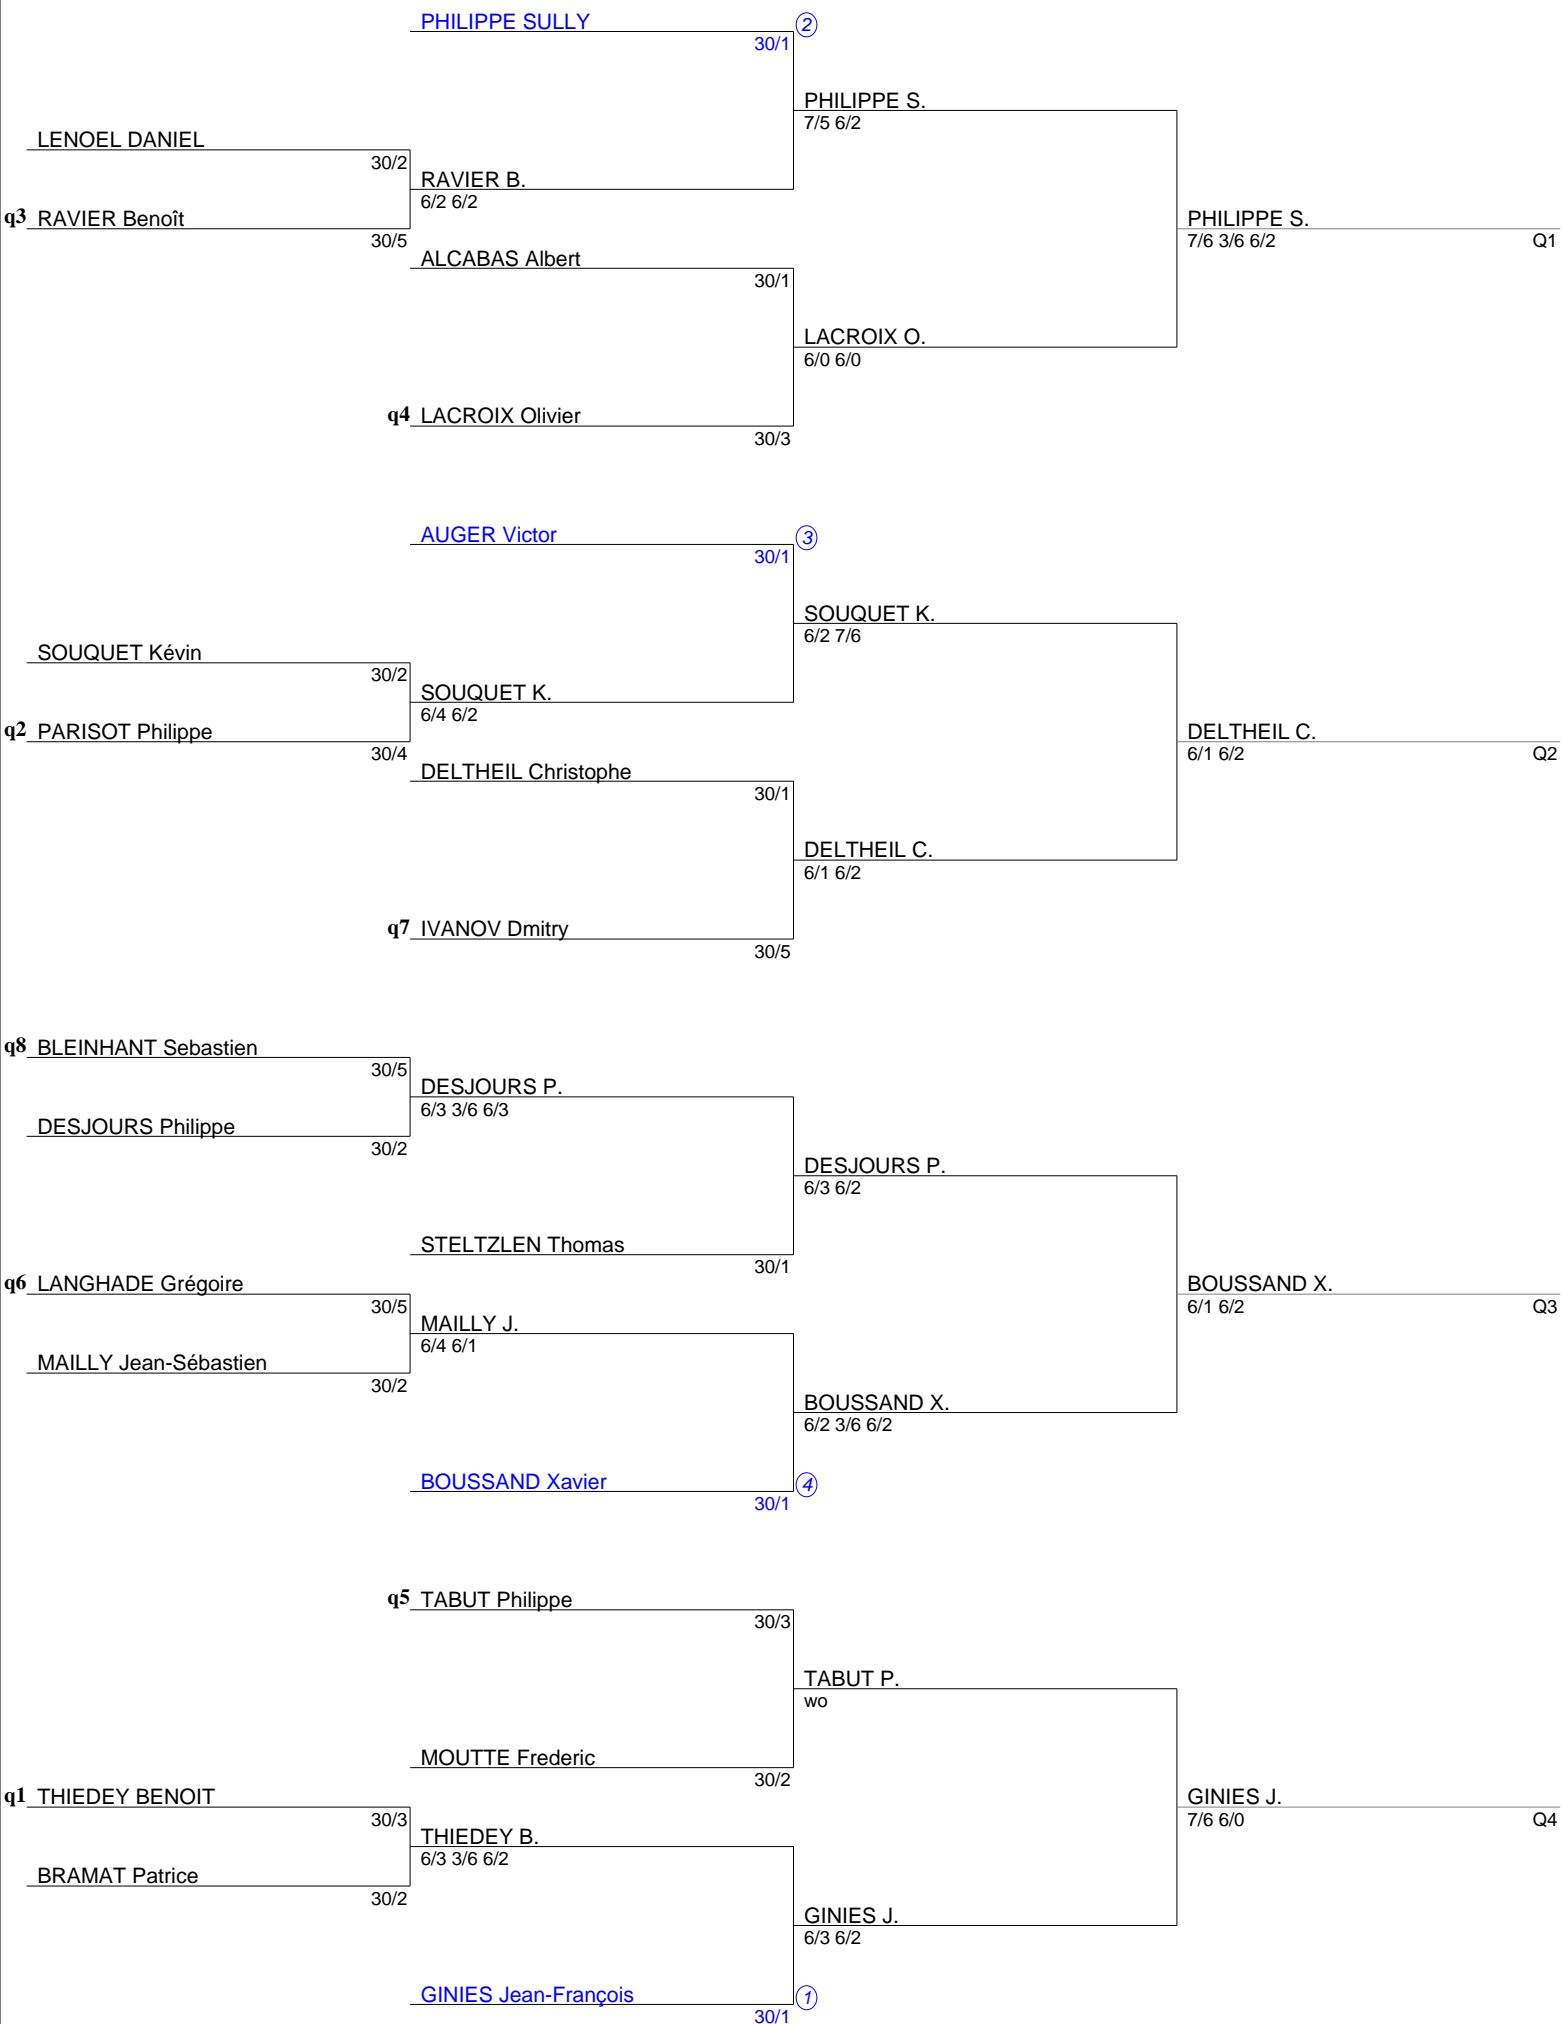 PHILIPPE SULLY
2
30/1
PHILIPPE S.
7/5 6/2
LENOEL DANIEL
30/2
RAVIER B.
6/2 6/2
q3 RAVIER Benoît
30/5
PHILIPPE S.
7/6 3/6 6/2
Q1
ALCABAS Albert
30/1
LACROIX O.
6/0 6/0
q4 LACROIX Olivier
30/3
AUGER Victor
3
30/1
SOUQUET K.
6/2 7/6
SOUQUET Kévin
30/2
SOUQUET K.
6/4 6/2
q2 PARISOT Philippe
30/4
DELTHEIL C.
6/1 6/2
Q2
DELTHEIL Christophe
30/1
DELTHEIL C.
6/1 6/2
q7 IVANOV Dmitry
30/5
q8 BLEINHANT Sebastien
30/5
DESJOURS P.
6/3 3/6 6/3
DESJOURS Philippe
30/2
DESJOURS P.
6/3 6/2
STELTZLEN Thomas
30/1
q6 LANGHADE Grégoire
30/5
BOUSSAND X.
6/1 6/2
Q3
MAILLY J.
6/4 6/1
MAILLY Jean-Sébastien
30/2
BOUSSAND X.
6/2 3/6 6/2
BOUSSAND Xavier
4
30/1
q5 TABUT Philippe
30/3
TABUT P.
wo
MOUTTE Frederic
30/2
q1 THIEDEY BENOIT
30/3
GINIES J.
7/6 6/0
Q4
THIEDEY B.
6/3 3/6 6/2
BRAMAT Patrice
30/2
GINIES J.
6/3 6/2
GINIES Jean-François
1
30/1